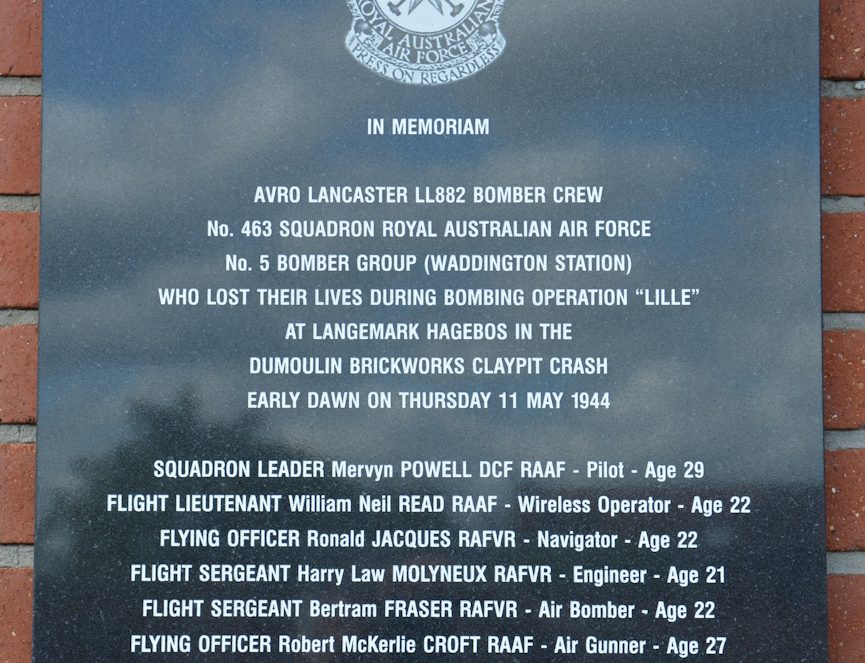 ROYAL AUSTRALIAN
AIR FORCE
PRESS ON REGARDLESS
IN MEMORIAM
AVRO LANCASTER LL882 BOMBER CREW
No. 463 SQUADRON ROYAL AUSTRALIAN AIR FORCE
No. 5 BOMBER GROUP (WADDINGTON STATION)
WHO LOST THEIR LIVES DURING BOMBING OPERATION “LILLE”
AT LANGEMARK HAGEBOS IN THE
DUMOULIN BRICKWORKS CLAYPIT CRASH
EARLY DAWN ON THURSDAY 11 MAY 1944
SQUADRON LEADER Mervyn POWELL DCF RAAF - Pilot - Age 29
FLIGHT LIEUTENANT William Neil READ RAAF - Wireless Operator - Age 22
FLYING OFFICER Ronald JACQUES RAFVR - Navigator - Age 22
FLIGHT SERGEANT Harry Law MOLYNEUX RAFVR - Engineer - Age 21
FLIGHT SERGEANT Bertram FRASER RAFVR - Air Bomber - Age 22
FLYING OFFICER Robert McKerlie CROFT RAAF - Air Gunner - Age 27